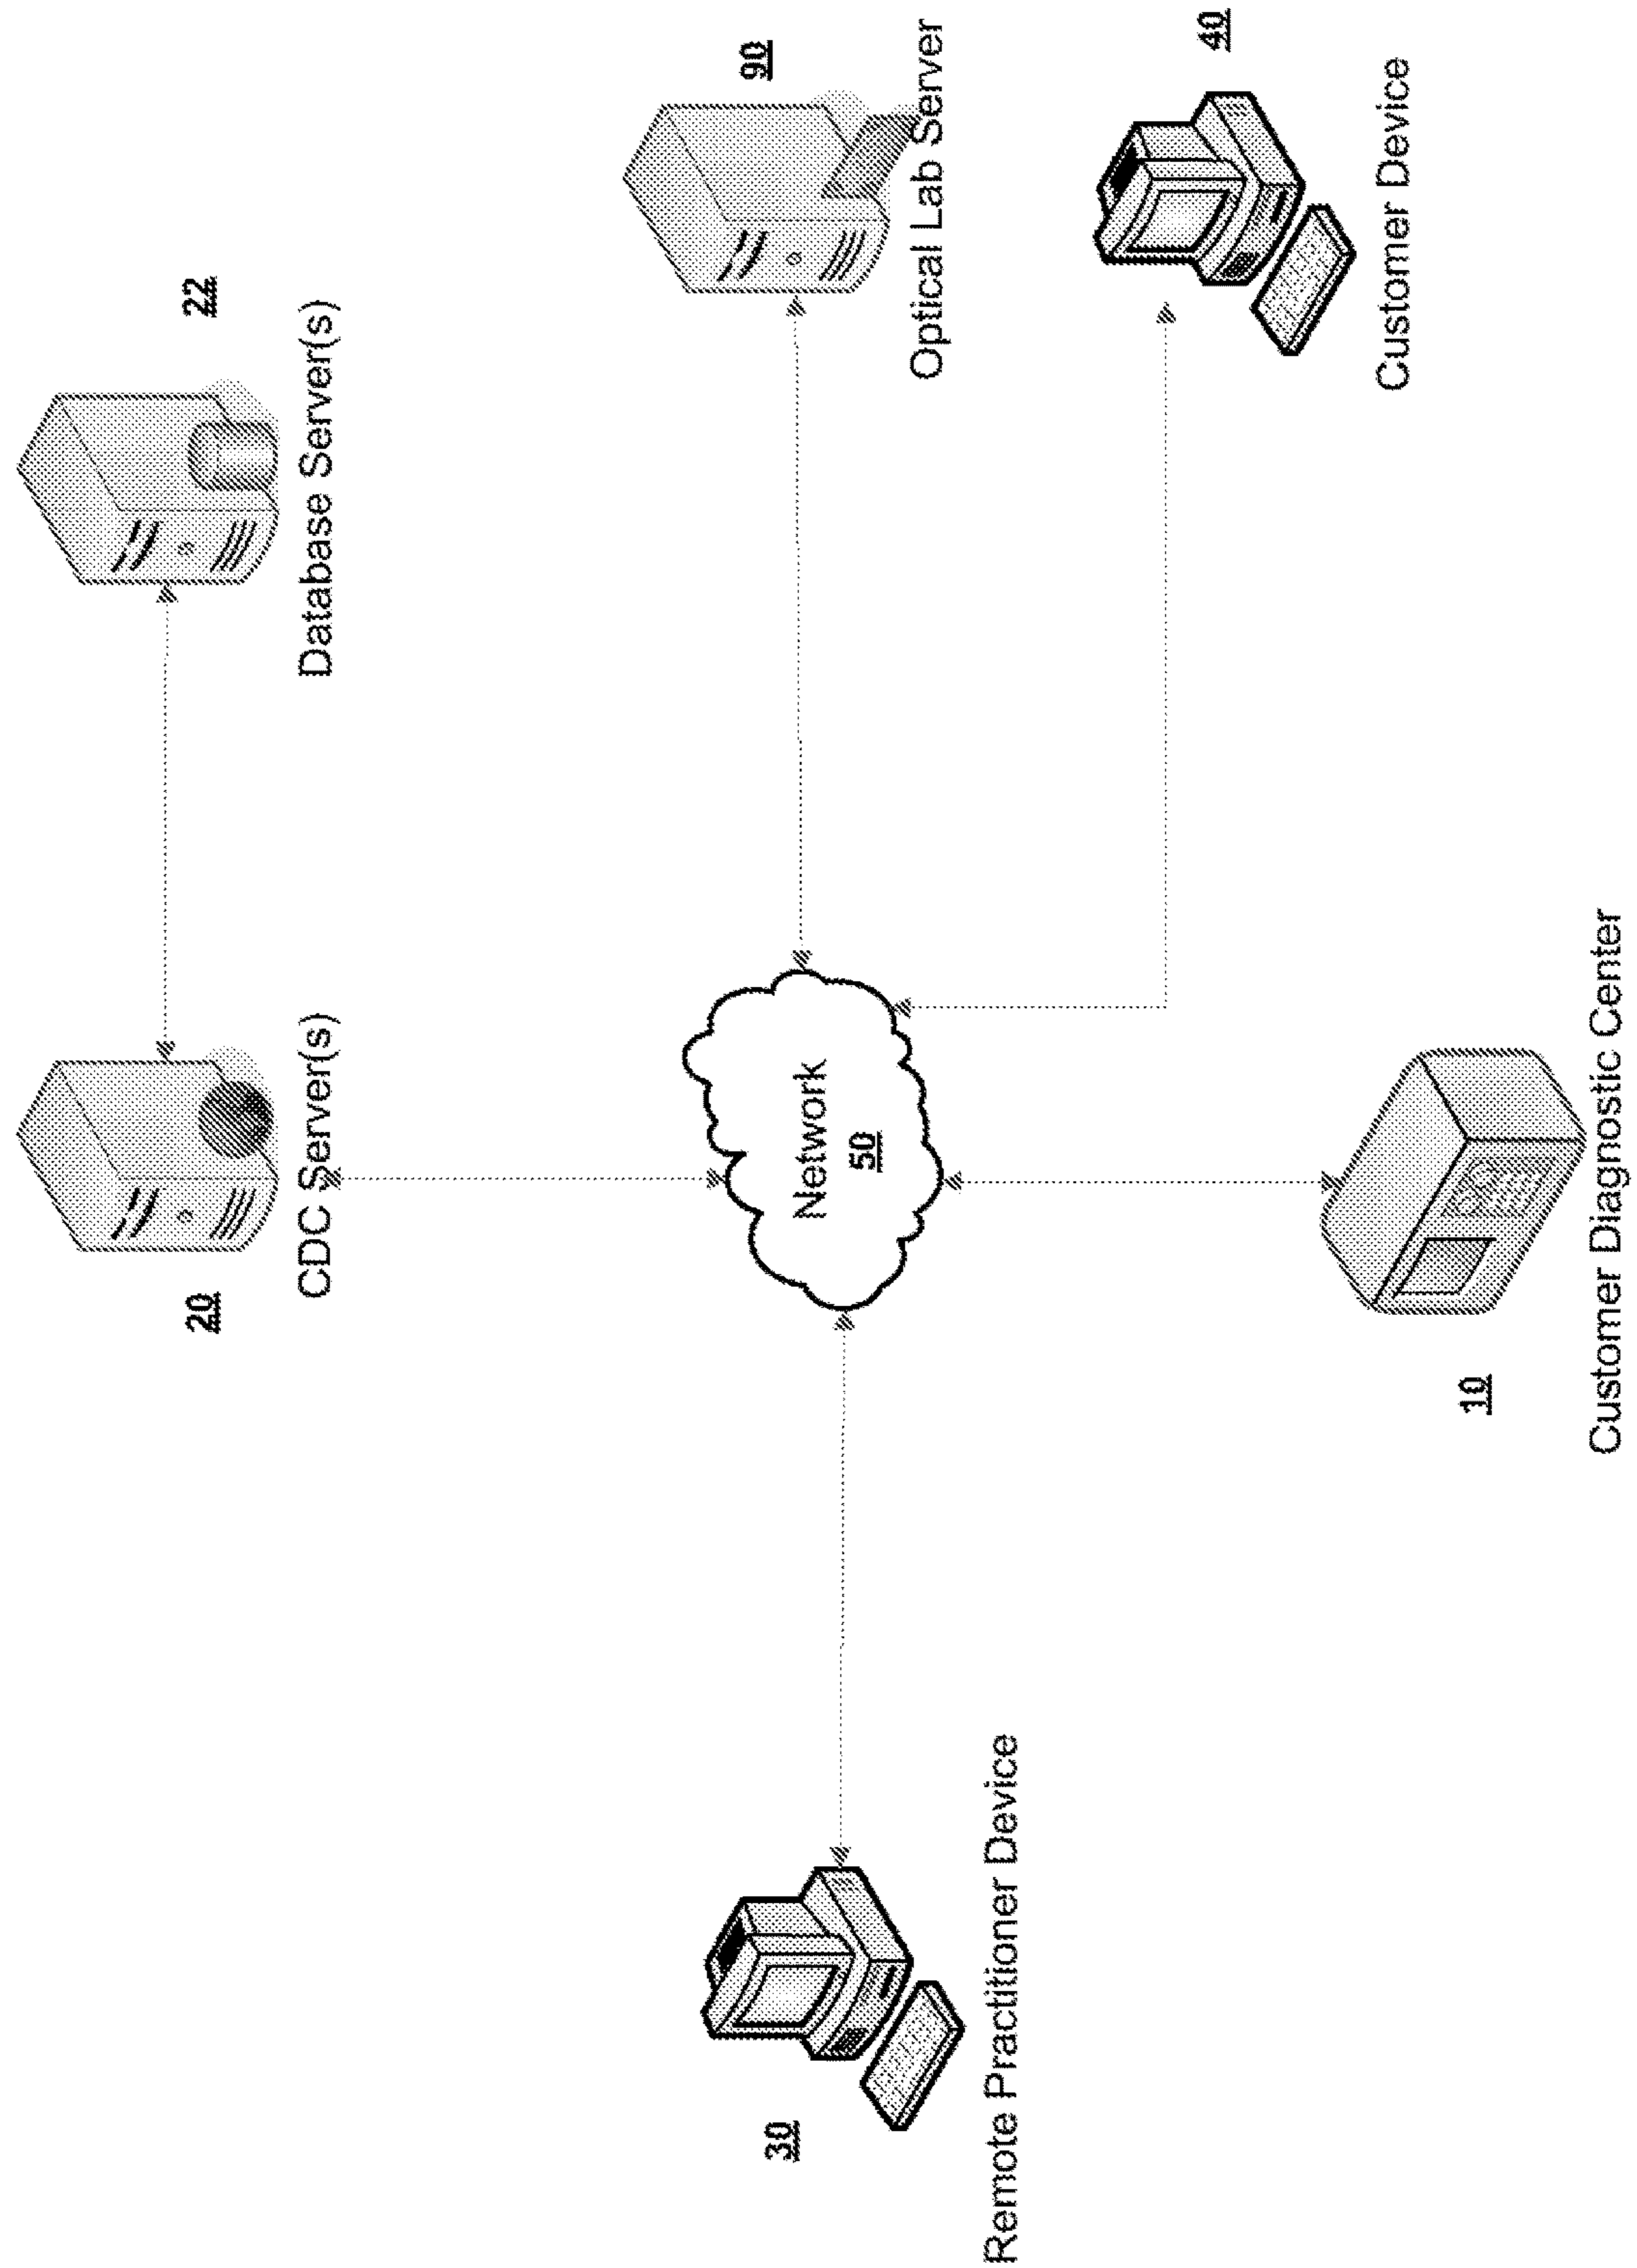 20
CDC Server(s)
22
Database Server(s)
30
Remote Practitioner Device
Network
50
90
Optical Lab Server
40
Customer Device
10
Customer Diagnostic Center